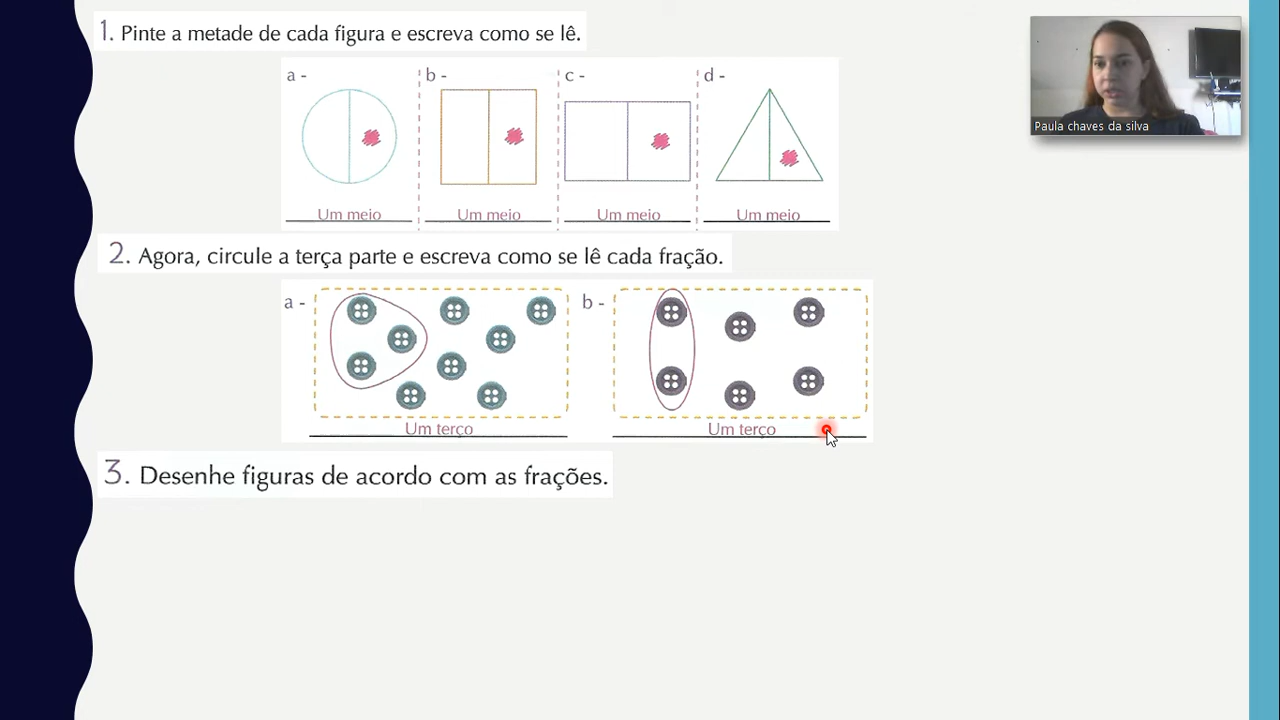 1. Pinte a metade de cada figura e escreva como se lê.
a - b - c - d -
Um meio Um meio Um meio Um meio
2. Agora, circule a terça parte e escreva como se lê cada fração.
a - b -
Um terço Um terço
3. Desenhe figuras de acordo com as frações.
Paula chaves da silva